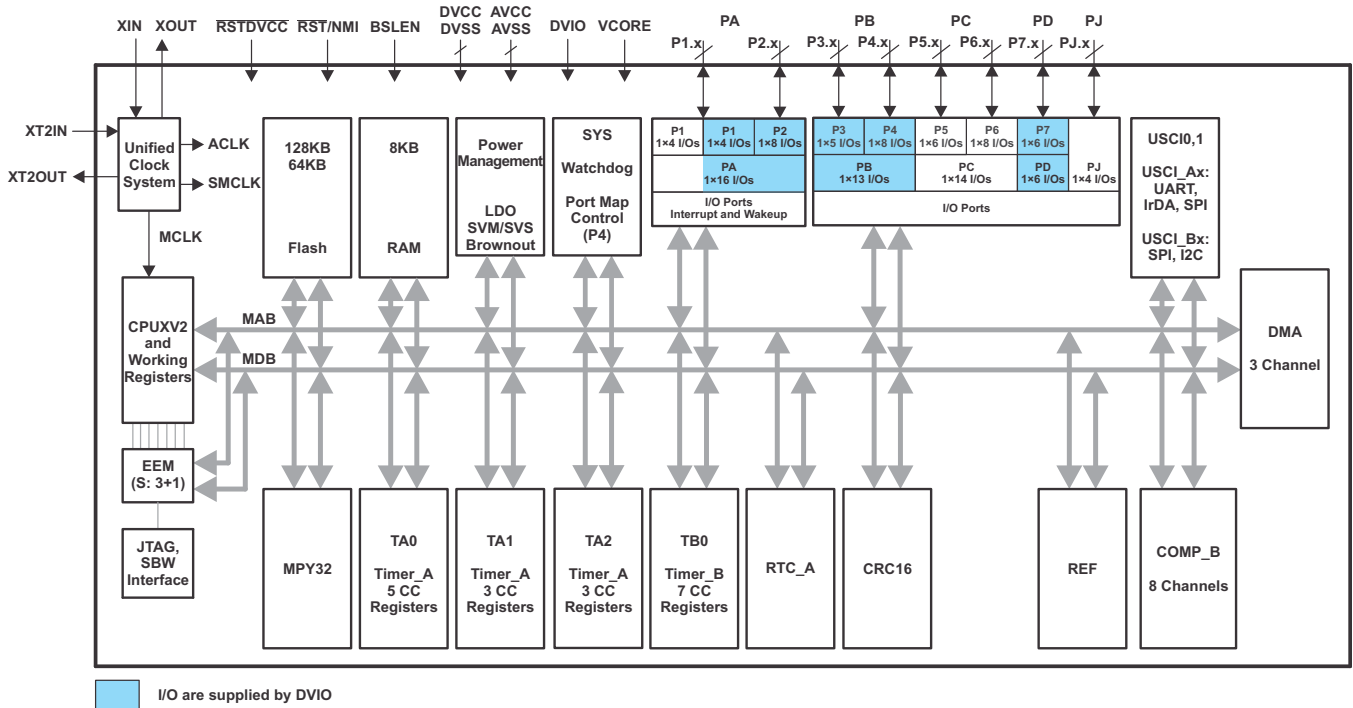 XIN XOUT RSTDVCC RST/NMI BSLEN DVCC AVCC DVIO VCORE PA PB PC PD PJ
DVSS AVSS
P1.x P2.x P3.x P4.x P5.x P6.x P7.x PJ.x
XT2IN
XT2OUT
Unified
Clock
System
ACLK
SMCLK
MCLK
128KB
64KB
Flash
8KB
RAM
Power
Management
LDO
SVM/SVS
Brownout
SYS
Watchdog
Port Map
Control
(P4)
P1
1×4 I/Os
P1
1×4 I/Os
P2
1×8 I/Os
PA
1×16 I/Os
I/O Ports
Interrupt and Wakeup
P3
1×5 I/Os
P4
1×8 I/Os
P5
1×6 I/Os
P6
1×8 I/Os
P7
1×6 I/Os
PB
1×13 I/Os
PC
1×14 I/Os
PD
1×6 I/Os
PJ
1×4 I/Os
I/O Ports
USCI0,1
USCI_Ax:
UART,
IrDA, SPI
USCI_Bx:
SPI, I2C
CPUXV2
and
Working
Registers
MAB
MDB
DMA
3 Channel
EEM
(S: 3+1)
JTAG,
SBW
Interface
MPY32
TA0
Timer_A
5 CC
Registers
TA1
Timer_A
3 CC
Registers
TA2
Timer_A
3 CC
Registers
TB0
Timer_B
7 CC
Registers
RTC_A
CRC16
REF
COMP_B
8 Channels
I/O are supplied by DVIO